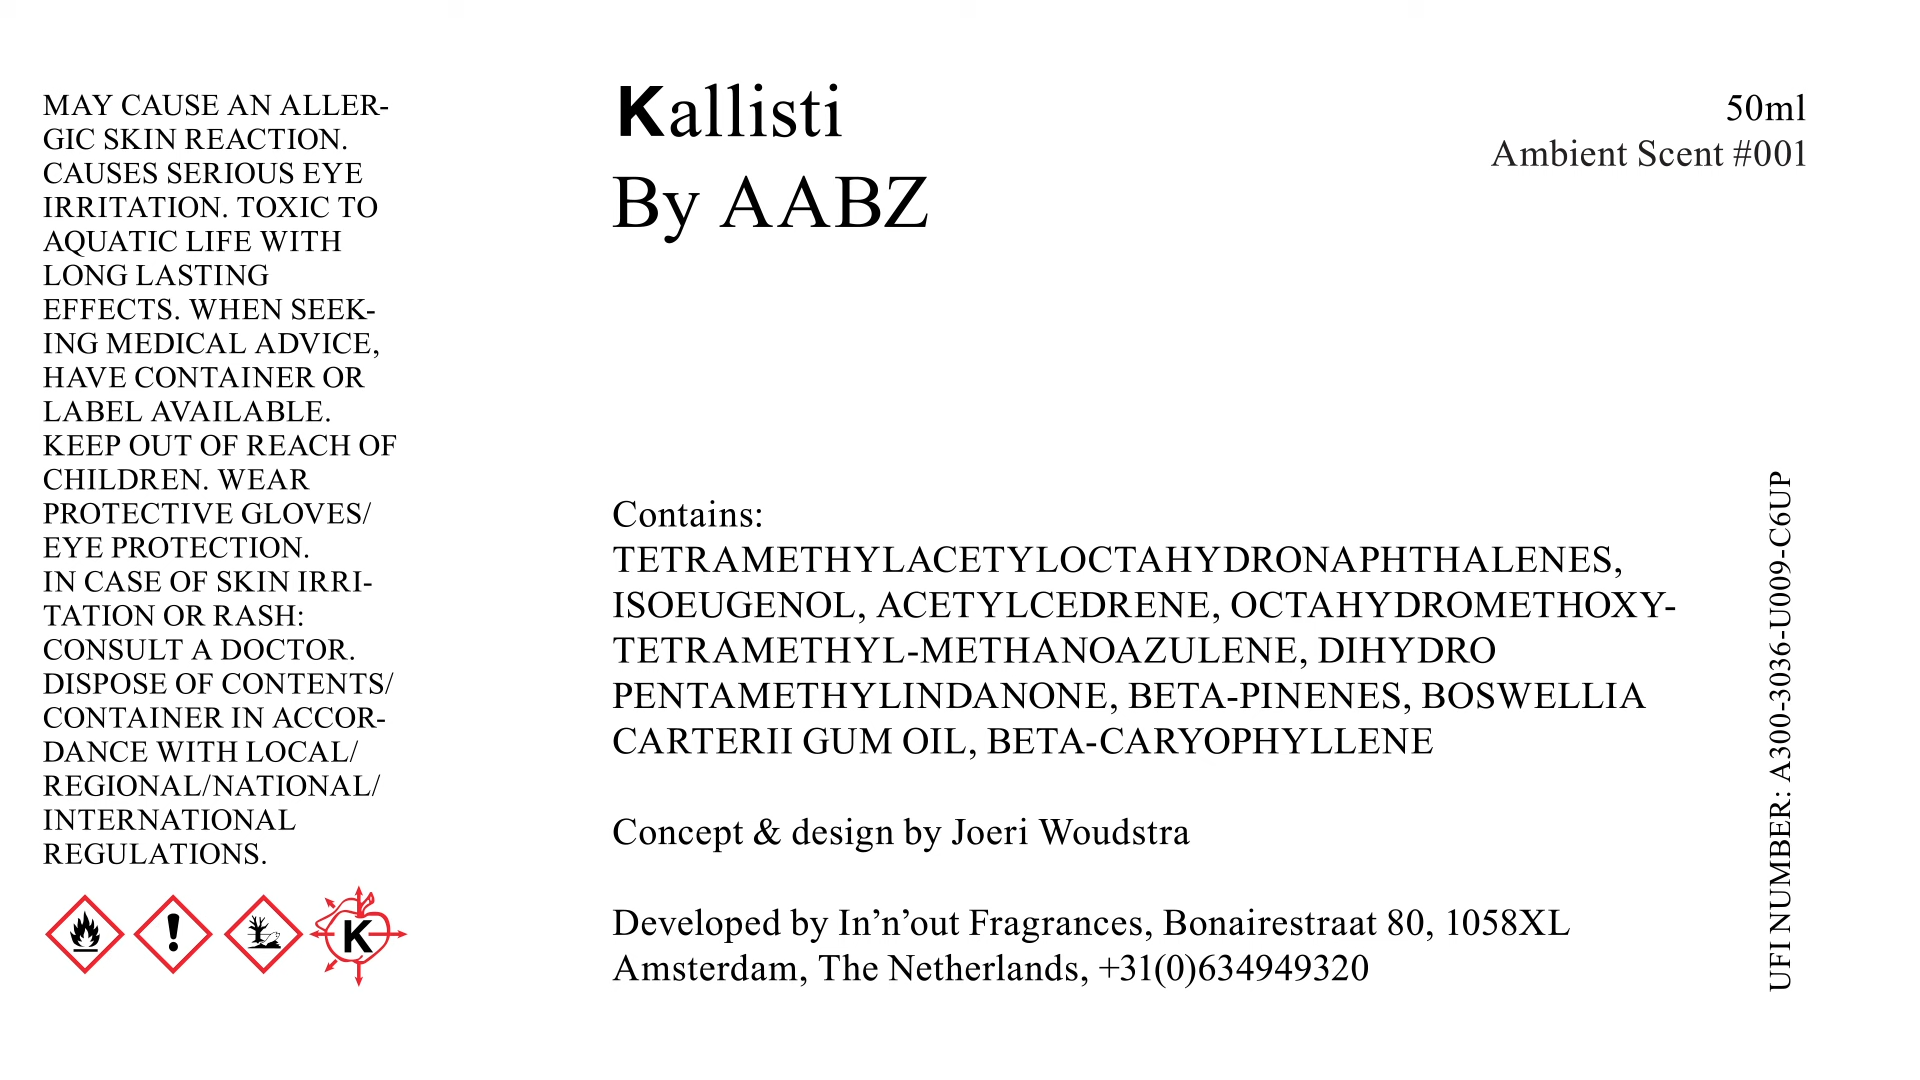 MAY CAUSE AN ALLER-
GIC SKIN REACTION.
CAUSES SERIOUS EYE
IRRITATION. TOXIC TO
AQUATIC LIFE WITH
LONG LASTING
EFFECTS. WHEN SEEK-
ING MEDICAL ADVICE,
HAVE CONTAINER OR
LABEL AVAILABLE.
KEEP OUT OF REACH OF
CHILDREN. WEAR
PROTECTIVE GLOVES/
EYE PROTECTION.
IN CASE OF SKIN IRRI-
TATION OR RASH:
CONSULT A DOCTOR.
DISPOSE OF CONTENTS/
CONTAINER IN ACCOR-
DANCE WITH LOCAL/
REGIONAL/NATIONAL/
INTERNATIONAL
REGULATIONS.
K
Kallisti
By AABZ
50ml
Ambient Scent #001
Contains:
TETRAMETHYLACETYLOCTAHYDRONAPHTHALENES,
ISOEUGENOL, ACETYLCEDRENE, OCTAHYDROMETHOXY-
TETRAMETHYL-METHANOAZULENE, DIHYDRO
PENTAMETHYLINDANONE, BETA-PINENES, BOSWELLIA
CARTERII GUM OIL, BETA-CARYOPHYLLENE
Concept & design by Joeri Woudstra
Developed by In’n’out Fragrances, Bonairestraat 80, 1058XL
Amsterdam, The Netherlands, +31(0)634949320
UFI NUMBER: A300-3036-U009-C6UP